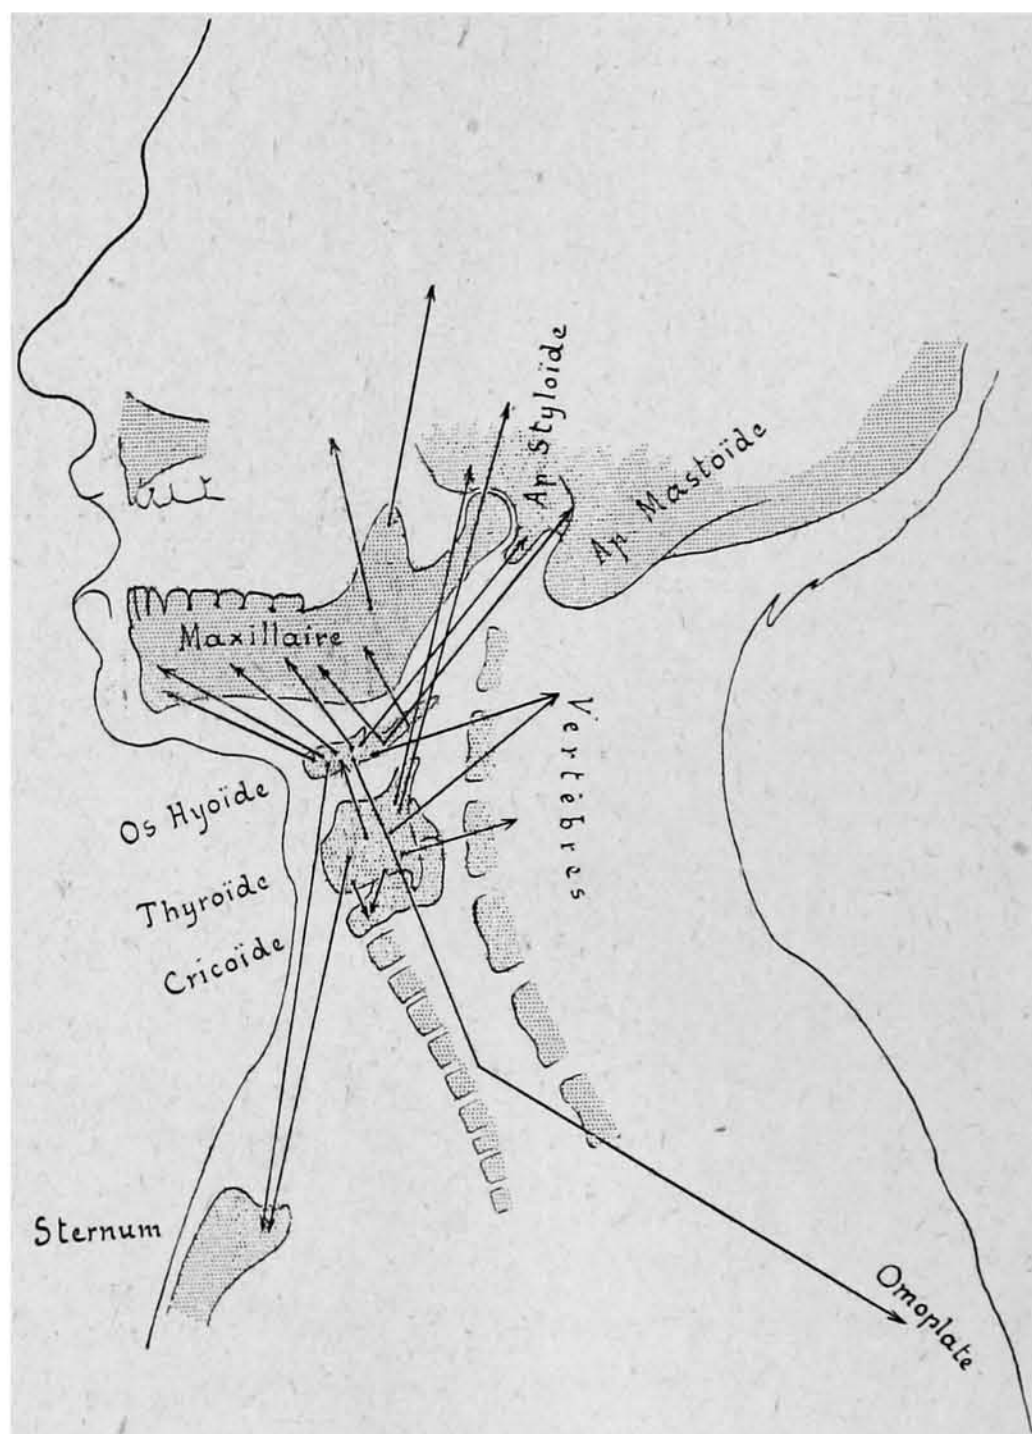 Ap. Styloïde
Ap. Mastoïde
Maxillaire
Vertèbres
Os Hyoïde
Thyroïde
Cricoïde
Sternum
Omoplate